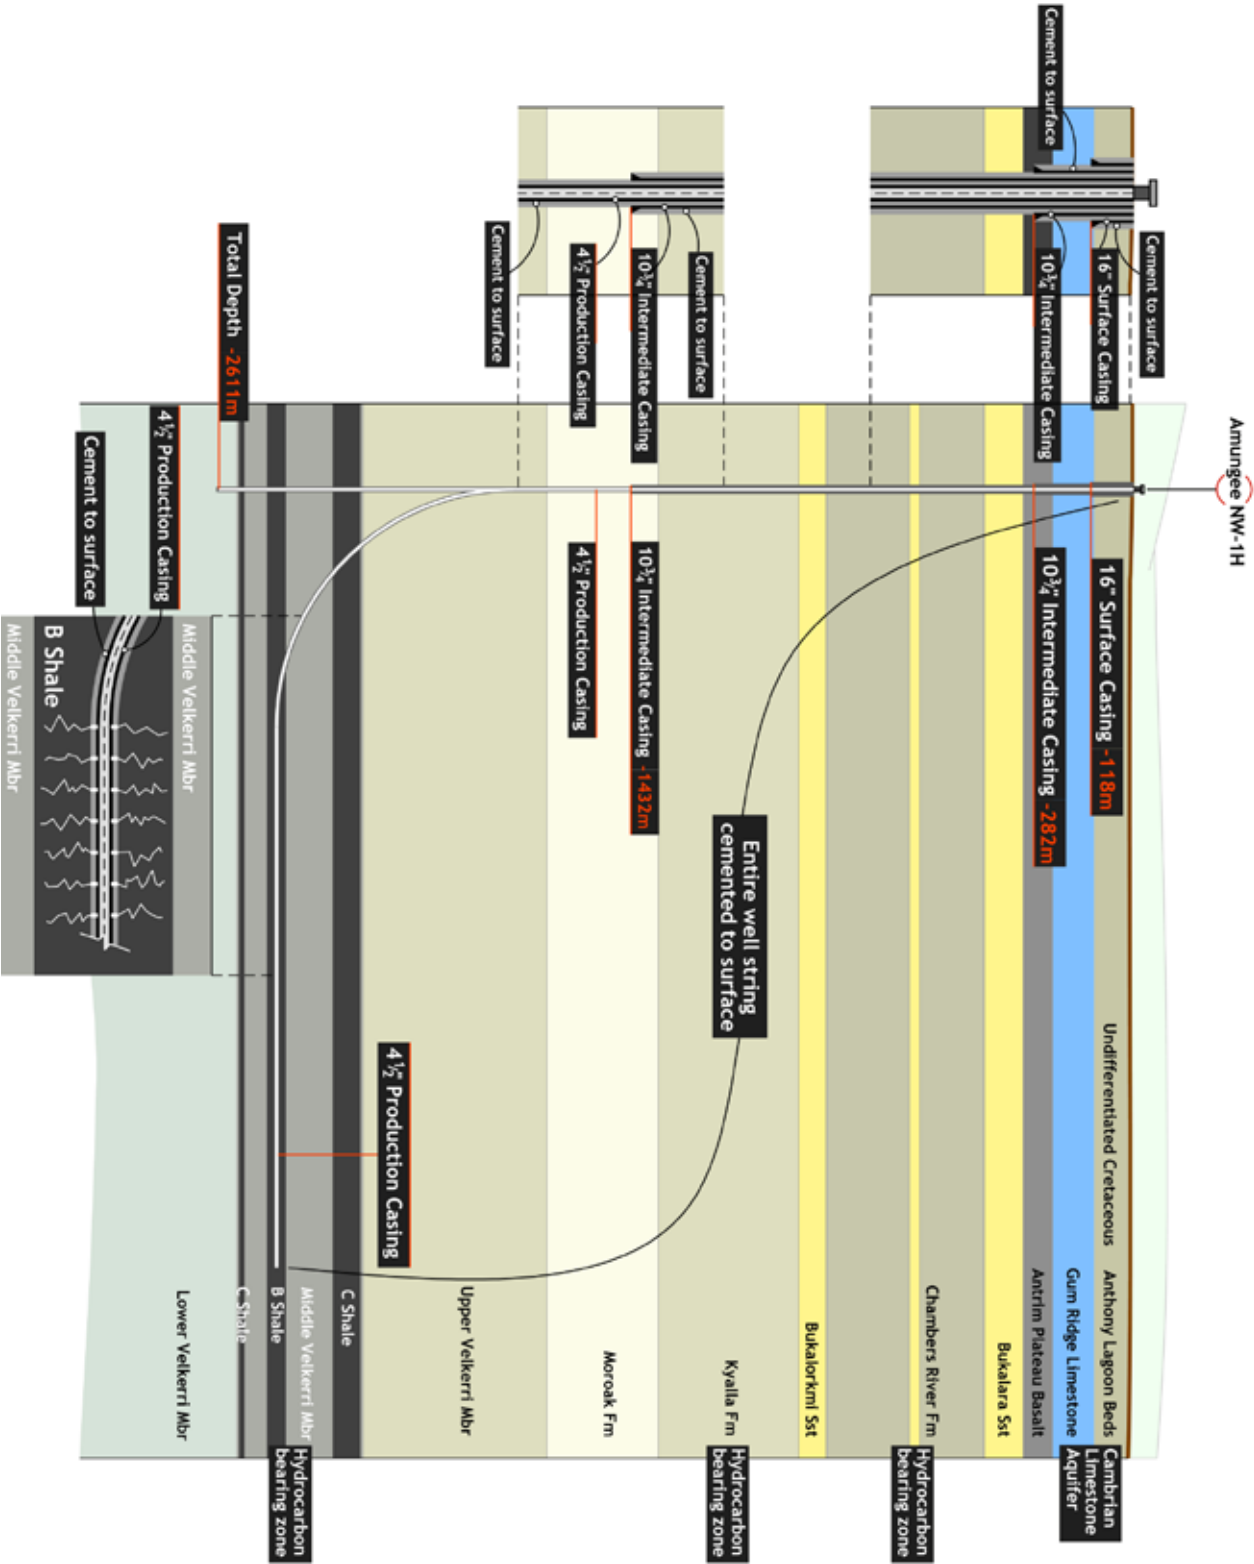 Amungee NW-1H
Cement to surface
Cement to surface
16" Surface Casing
10¾" Intermediate Casing
Cement to surface
10¾" Intermediate Casing
4½" Production Casing
Cement to surface
Total Depth -2611m
16" Surface Casing -118m
10¾" Intermediate Casing -282m
10¾" Intermediate Casing -1432m
4½" Production Casing
Entire well string
cemented to surface
4½" Production Casing
4½" Production Casing
Cement to surface
Middle Velkerri Mbr
B Shale
Middle Velkerri Mbr
Undifferentiated Cretaceous
Anthony Lagoon Beds
Gum Ridge Limestone
Antrim Plateau Basalt
Bukalara Sst
Chambers River Fm
Bukalorkmi Sst
Kyalla Fm
Moroak Fm
Upper Velkerri Mbr
C Shale
Middle Velkerri Mbr
B Shale
C Shale
Lower Velkerri Mbr
Cambrian
Limestone
Aquifer
Hydrocarbon
bearing zone
Hydrocarbon
bearing zone
Hydrocarbon
bearing zone